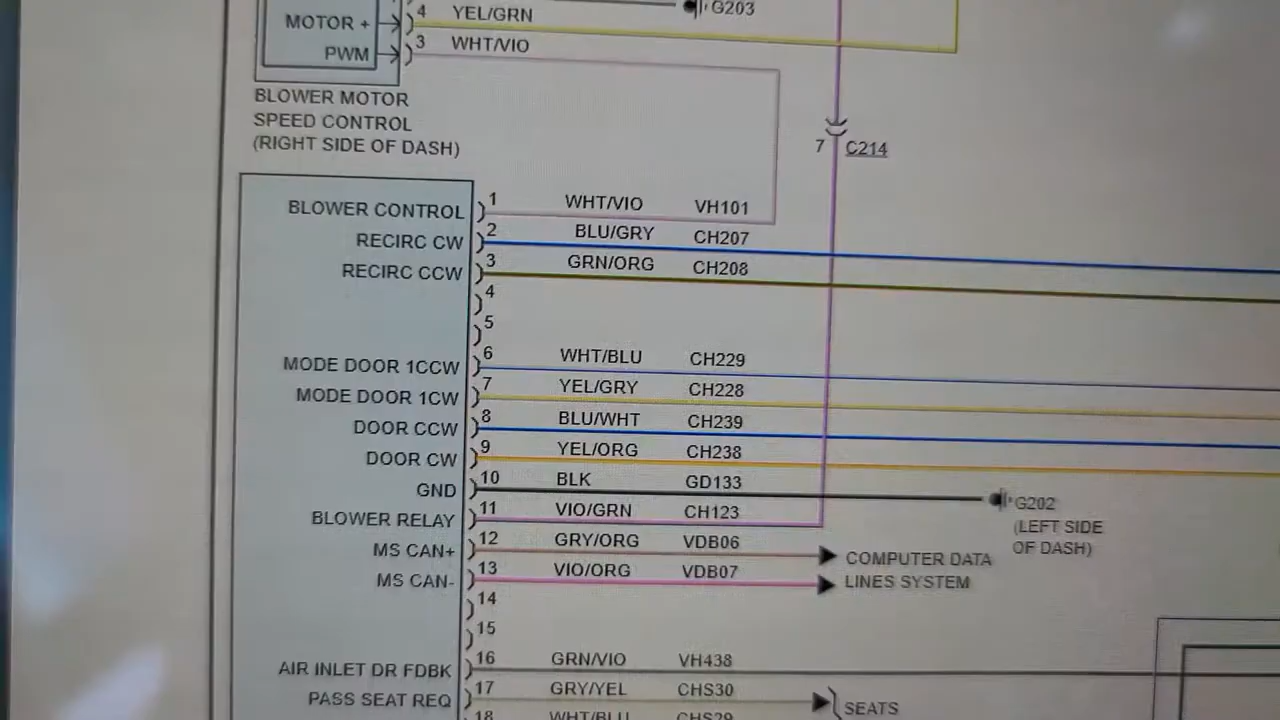 G203
MOTOR + 4 YEL/GRN
PWM 3 WHT/VIO
BLOWER MOTOR
SPEED CONTROL
(RIGHT SIDE OF DASH)
7 C214
BLOWER CONTROL 1 WHT/VIO VH101
RECIRC CW 2 BLU/GRY CH207
RECIRC CCW 3 GRN/ORG CH208
4
5
MODE DOOR 1CCW 6 WHT/BLU CH229
MODE DOOR 1CW 7 YEL/GRY CH228
DOOR CCW 8 BLU/WHT CH239
DOOR CW 9 YEL/ORG CH238
GND 10 BLK GD133 G202
(LEFT SIDE
OF DASH)
BLOWER RELAY 11 VIO/GRN CH123
MS CAN+ 12 GRY/ORG VDB06 COMPUTER DATA
MS CAN- 13 VIO/ORG VDB07 LINES SYSTEM
14
15
AIR INLET DR FDBK 16 GRN/VIO VH438
PASS SEAT REQ 17 GRY/YEL CHS30 SEATS
18 WHT/BLU CHS29